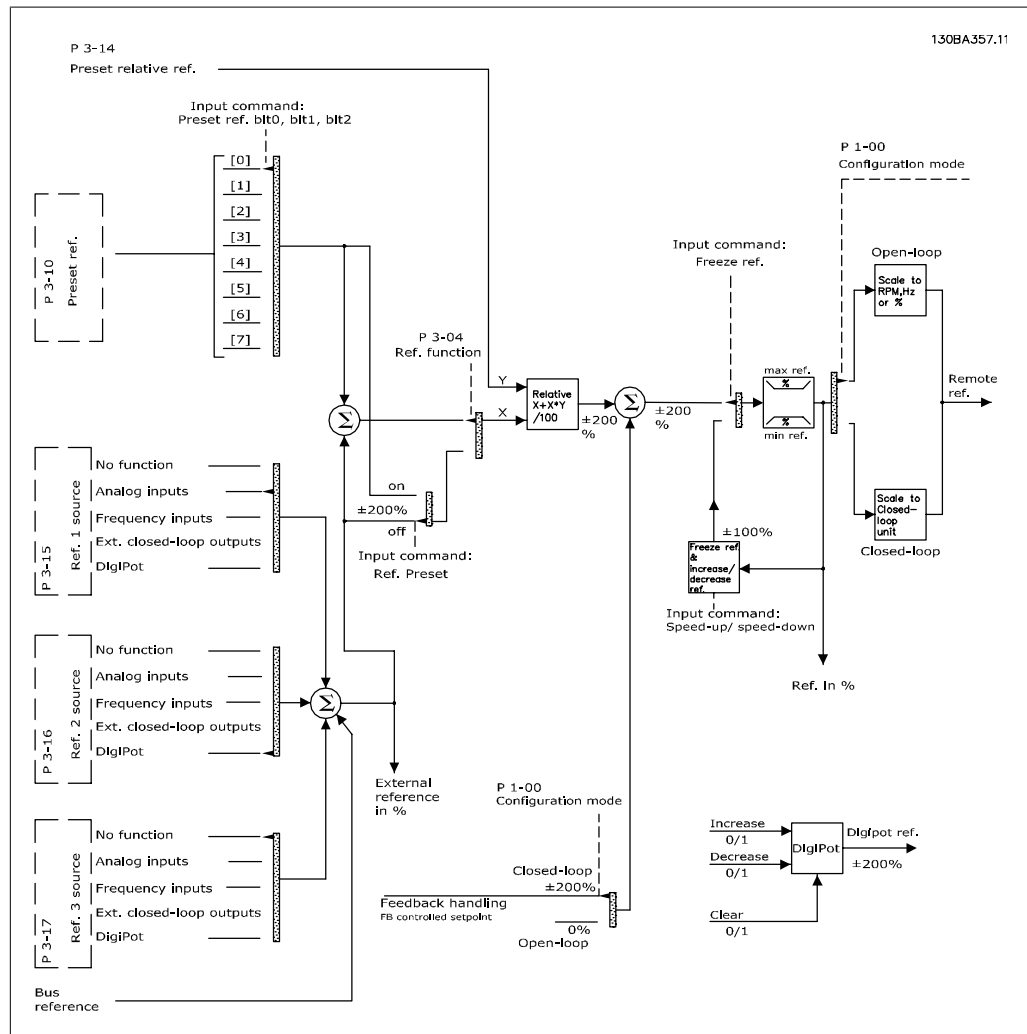 130BA357.11
P 3-14
Preset relative ref.
Input command:
Preset ref. blt0, blt1, blt2
[0]
[1]
[2]
[3]
[4]
[5]
[6]
[7]
P 3-10
Preset ref.
P 1-00
Configuration mode
Input command:
Freeze ref.
Open-loop
Scale to
RPM,Hz
or %
P 3-04
Ref. function
Y
X
Relative
X+X*Y
/100
±200
%
Σ
±200
%
max ref.
%
%
min ref.
Remote
ref.
Σ
on
±200%
off
Input command:
Ref. Preset
±100%
Freeze ref.
&
increase/
decrease
ref.
Input command:
Speed-up/ speed-down
Scale to
Closed-
loop
unit
Closed-loop
Ref. In %
P 3-15
Ref. 1 source
No function
Analog inputs
Frequency inputs
Ext. closed-loop outputs
DigiPot
P 3-16
Ref. 2 source
No function
Analog inputs
Frequency inputs
Ext. closed-loop outputs
DigiPot
Σ
External
reference
in %
P 3-17
Ref. 3 source
No function
Analog inputs
Frequency inputs
Ext. closed-loop outputs
DigiPot
Bus
reference
P 1-00
Configuration mode
Closed-loop
±200%
Feedback handling
FB controlled setpoint
0%
Open-loop
Increase
0/1
Decrease
0/1
Clear
0/1
DigiPot
Digipot ref.
±200%